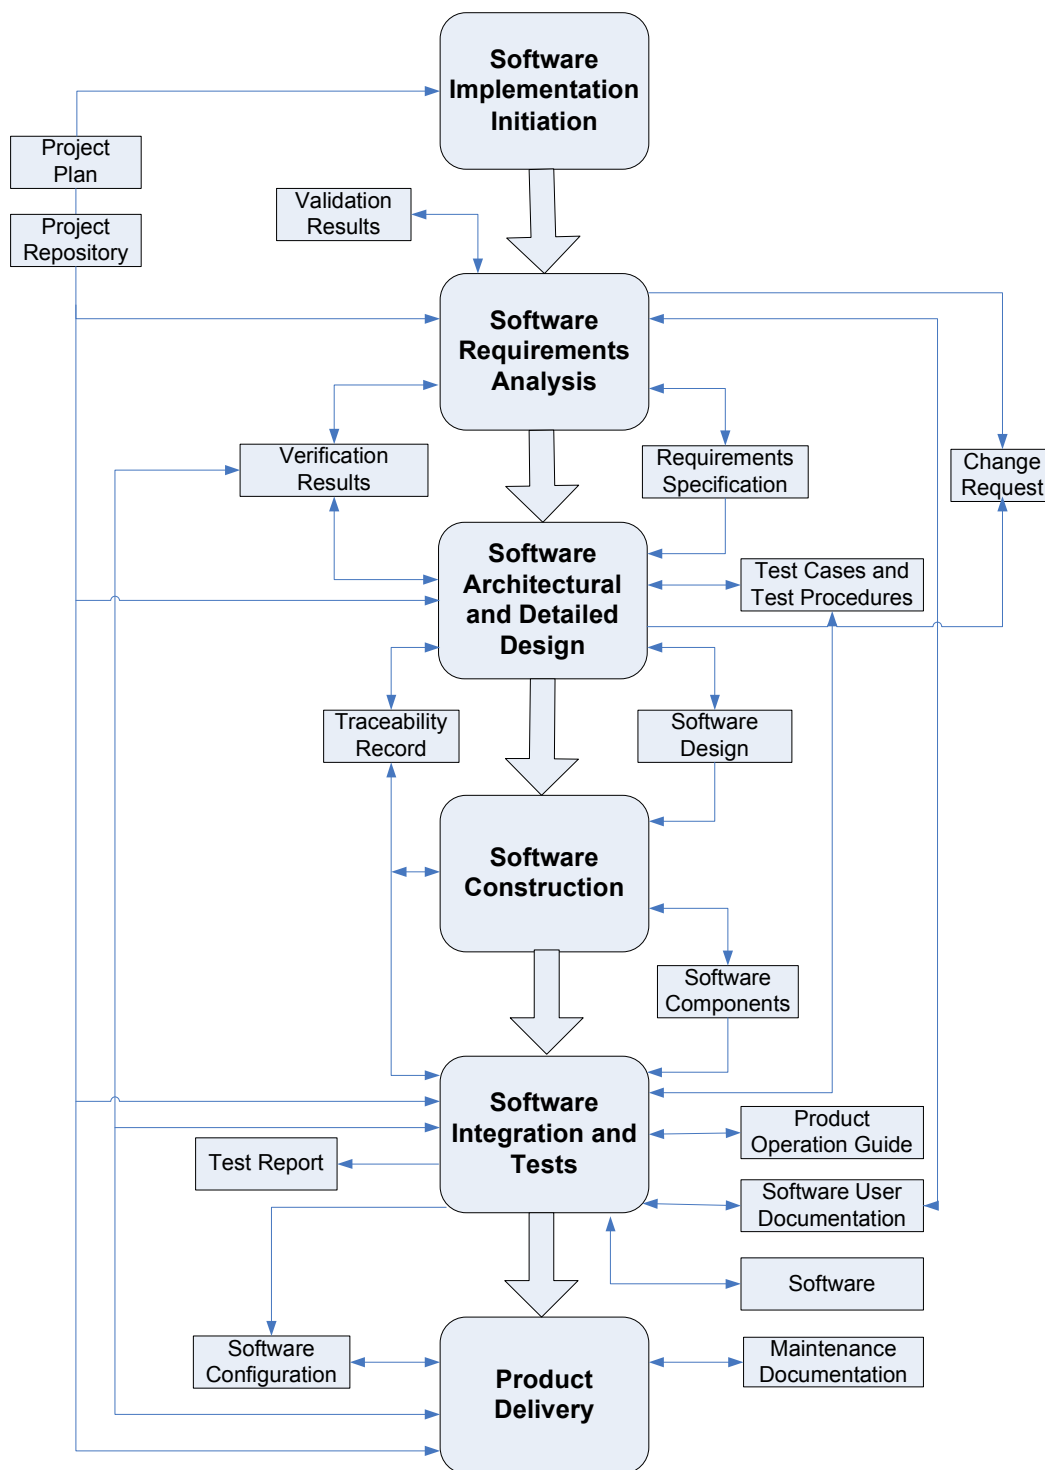 Software
Implementation
Initiation
Project
Plan
Validation
Results
Project
Repository
Software
Requirements
Analysis
Verification
Results
Requirements
Specification
Change
Request
Software
Architectural
and Detailed
Design
Test Cases and
Test Procedures
Traceability
Record
Software
Design
Software
Construction
Software
Components
Software
Integration and
Tests
Product
Operation Guide
Test Report
Software User
Documentation
Software
Software
Configuration
Product
Delivery
Maintenance
Documentation